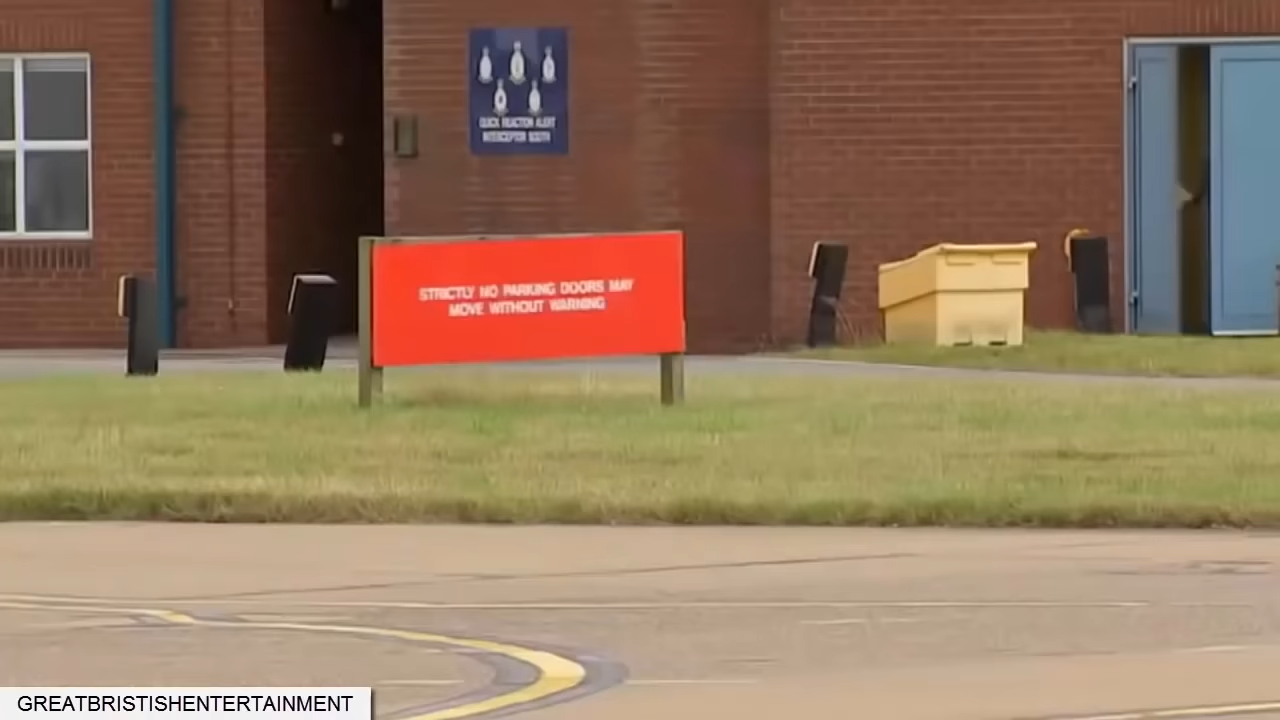 QUICK REACTION ALERT
INTERCEPTOR SOUTH
STRICTLY NO PARKING DOORS MAY
MOVE WITHOUT WARNING
GREATBRISTISHENTERTAINMENT